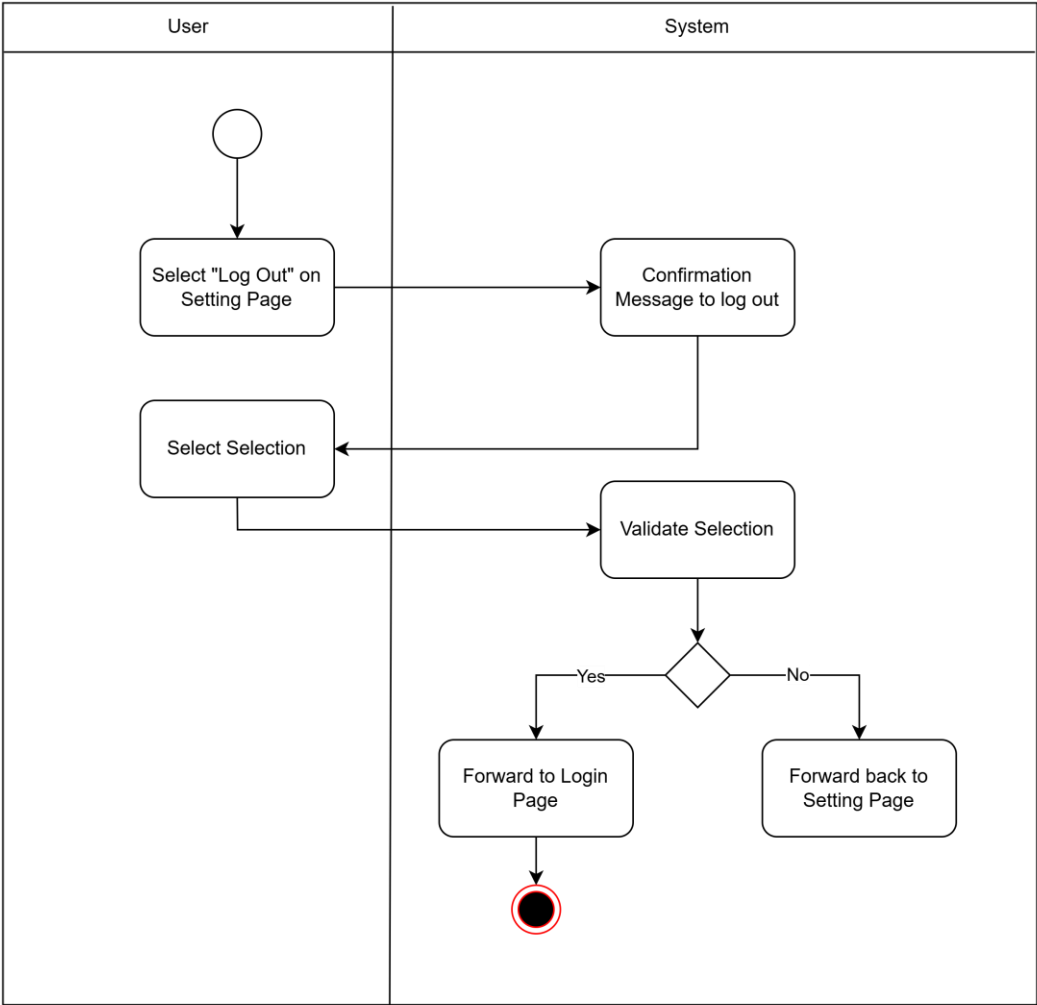 User
System
Select "Log Out" on
Setting Page
Confirmation
Message to log out
Select Selection
Validate Selection
Yes
No
Forward to Login
Page
Forward back to
Setting Page